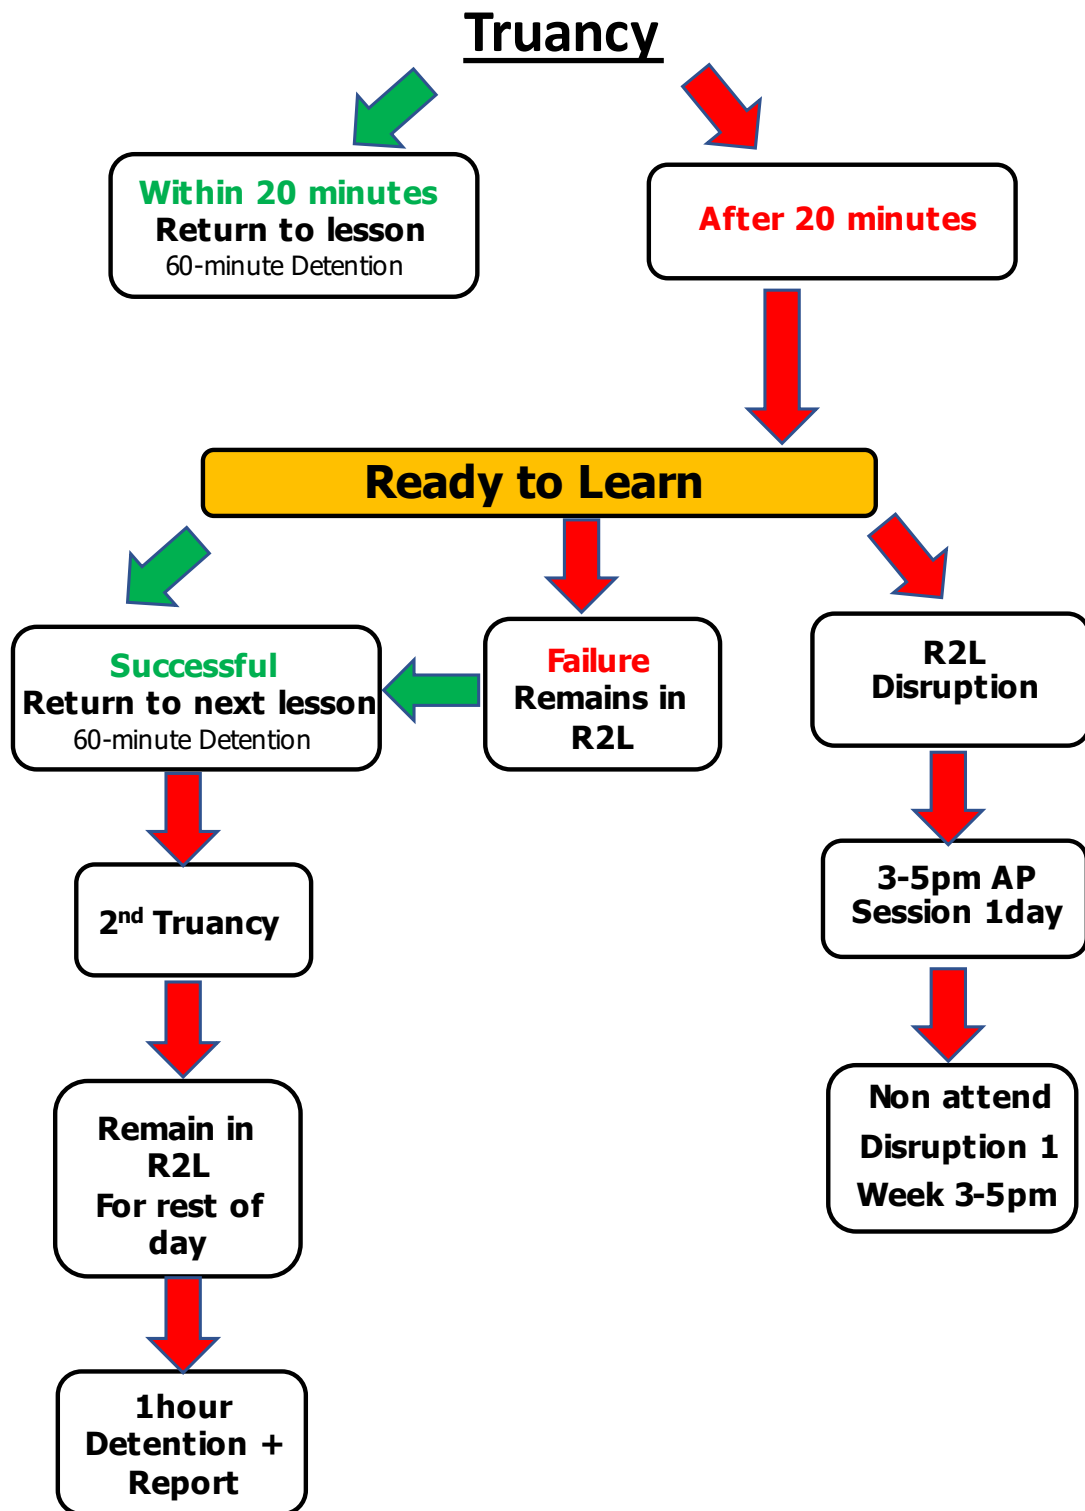 Truancy
Within 20 minutes
Return to lesson
60-minute Detention
After 20 minutes
Ready to Learn
Successful
Return to next lesson
60-minute Detention
Failure
Remains in
R2L
R2L
Disruption
2nd Truancy
3-5pm AP
Session 1day
Remain in
R2L
For rest of
day
Non attend
Disruption 1
Week 3-5pm
1hour
Detention +
Report